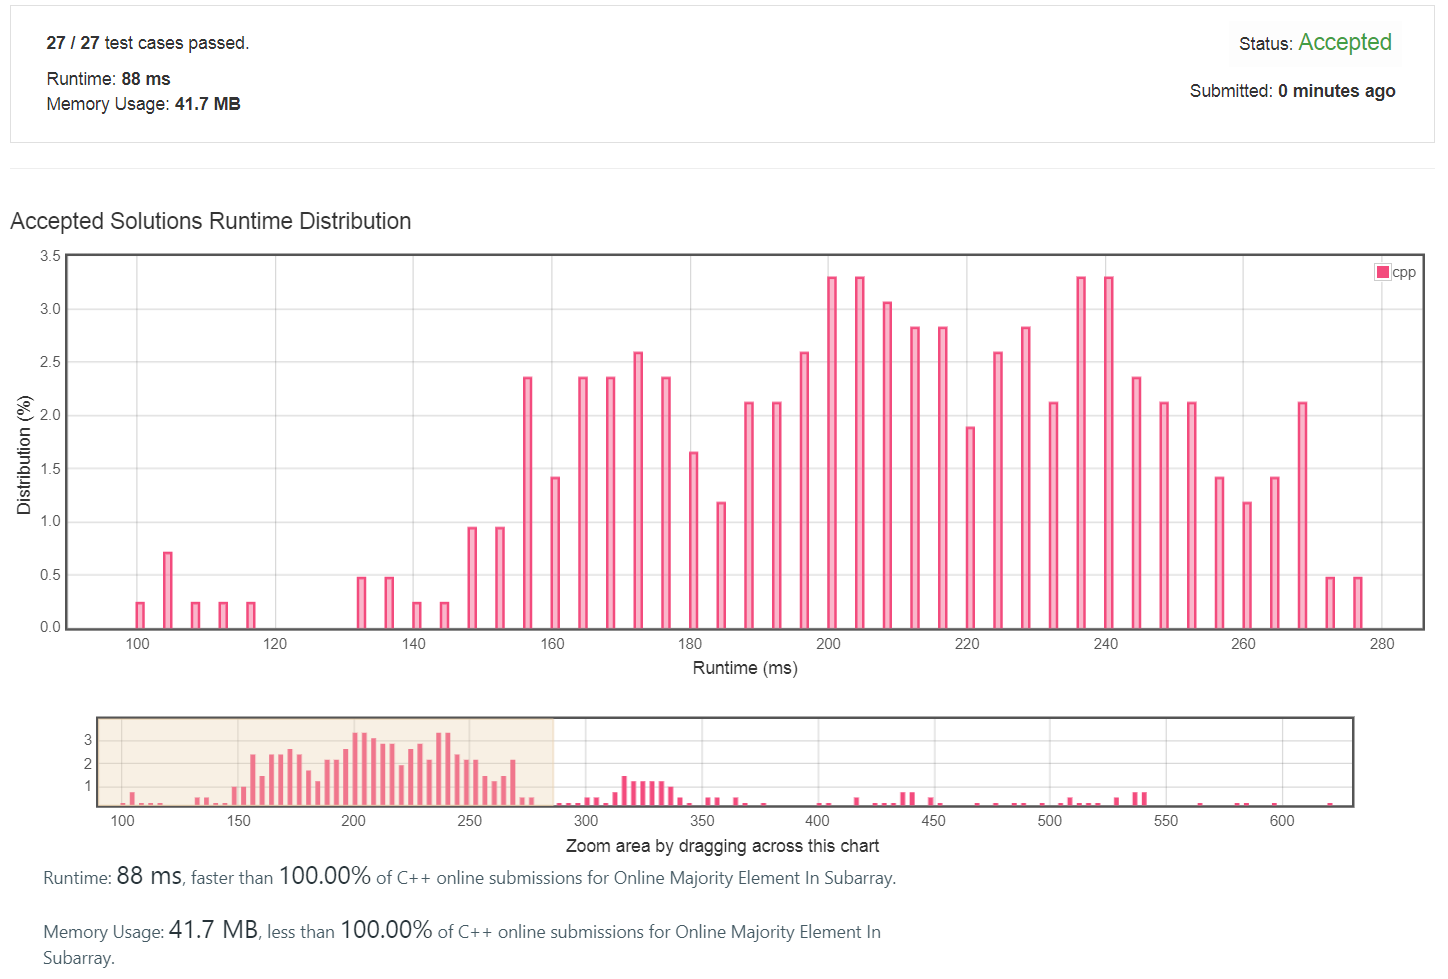 27 / 27 test cases passed.
Status: Accepted
Runtime: 88 ms
Submitted: 0 minutes ago
Memory Usage: 41.7 MB
Accepted Solutions Runtime Distribution
3.5
cpp
3.0
2.5
2.0
1.5
1.0
0.5
0.0
Distribution (%)
100 120 140 160 180 200 220 240 260 280
Runtime (ms)
3
2
1
100 150 200 250 300 350 400 450 500 550 600
Zoom area by dragging across this chart
Runtime: 88 ms, faster than 100.00% of C++ online submissions for Online Majority Element In Subarray.
Memory Usage: 41.7 MB, less than 100.00% of C++ online submissions for Online Majority Element In
Subarray.